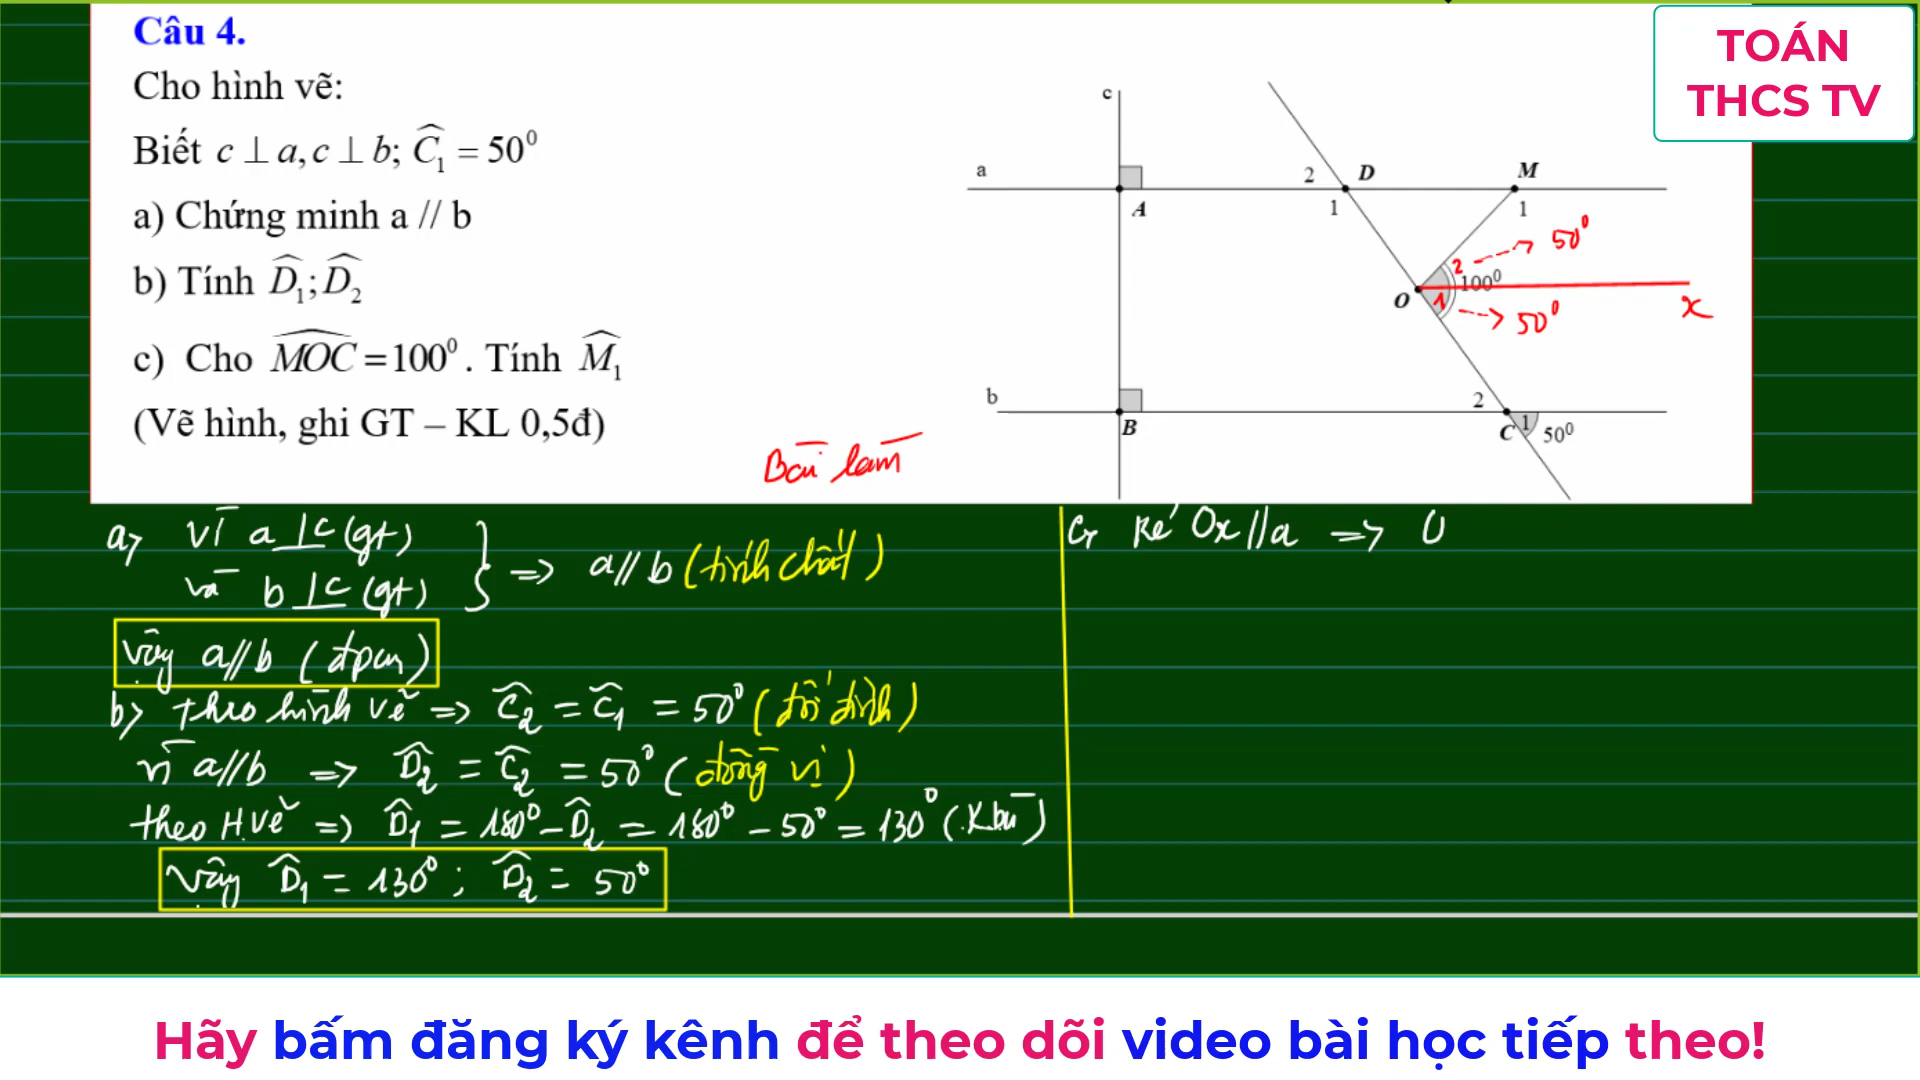 Câu 4.
Cho hình vẽ:
Biết c ⊥ a, c ⊥ b; Ĉ₁ = 50⁰
a) Chứng minh a // b
b) Tính D̂₁; D̂₂
c) Cho M̂OC = 100⁰. Tính M̂₁
(Vẽ hình, ghi GT – KL 0,5đ)
TOÁN
THCS TV
c
a
2
D
M
A
1
1
50⁰
2
100⁰
O
1
50⁰
x
b
2
B
C
1
50⁰
Bài làm
a, vì a ⊥ c (gt)
và b ⊥ c (gt)
=> a // b (tính chất)
Vậy a // b (đpcm)
b, theo hình vẽ => Ĉ₂ = Ĉ₁ = 50⁰ (đối đỉnh)
vì a // b => D̂₂ = Ĉ₂ = 50⁰ (đồng vị)
theo H.vẽ => D̂₁ = 180⁰ – D̂₂ = 180⁰ – 50⁰ = 130⁰ (K.bù)
Vậy D̂₁ = 130⁰ ; D̂₂ = 50⁰
c, Kẻ Ox // a => O
Hãy bấm đăng ký kênh để theo dõi video bài học tiếp theo!